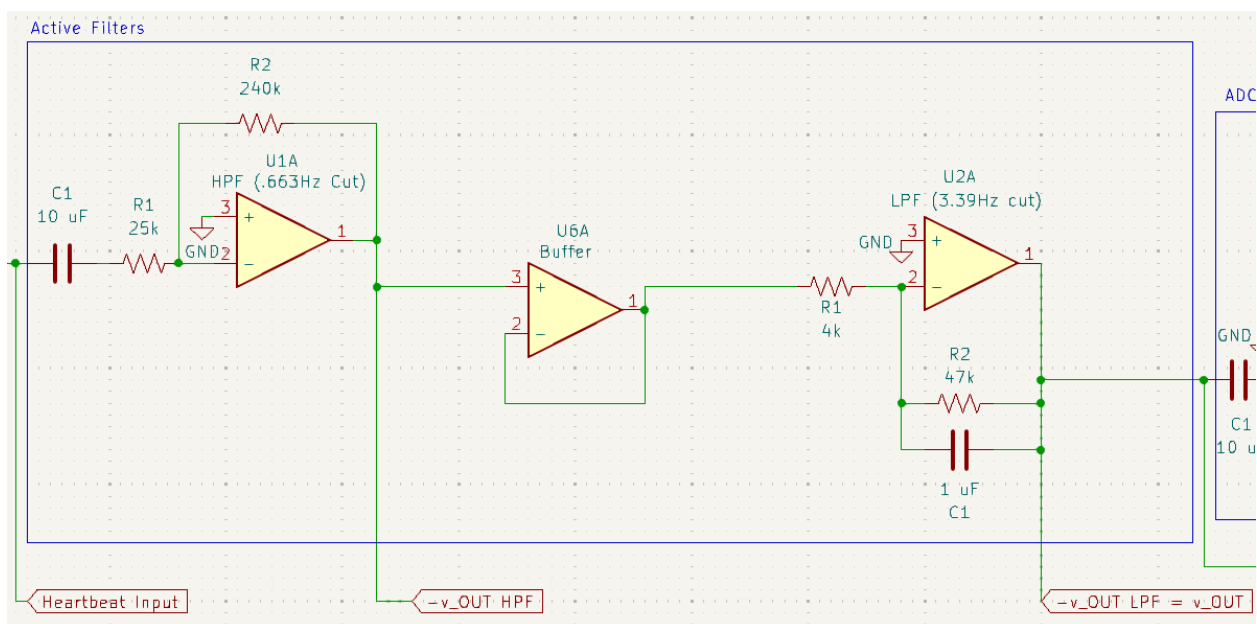 Active Filters
R2
240k
U1A
HPF (.663Hz Cut)
C1
10 uF
R1
25k
3
+
GND
2
-
1
U6A
Buffer
3
+
2
-
1
R1
4k
U2A
LPF (3.39Hz cut)
GND
3
+
2
-
1
R2
47k
1 uF
C1
ADC
GND
C1
10 u
Heartbeat Input
-v_OUT HPF
-v_OUT LPF = v_OUT